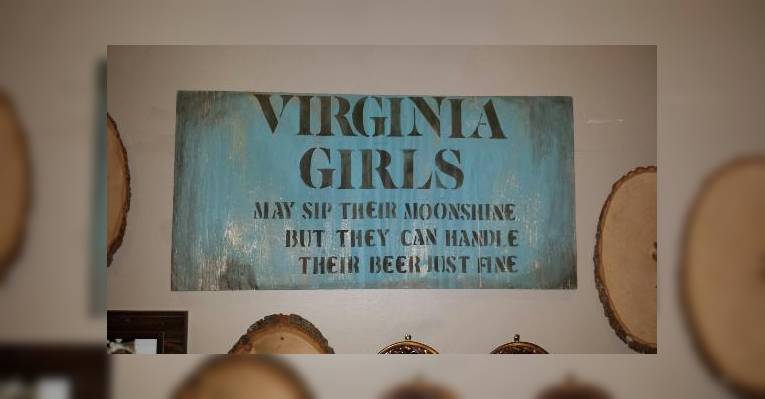 VIRGINIA
GIRLS
MAY SIP THEIR MOONSHINE
BUT THEY CAN HANDLE
THEIR BEER JUST FINE